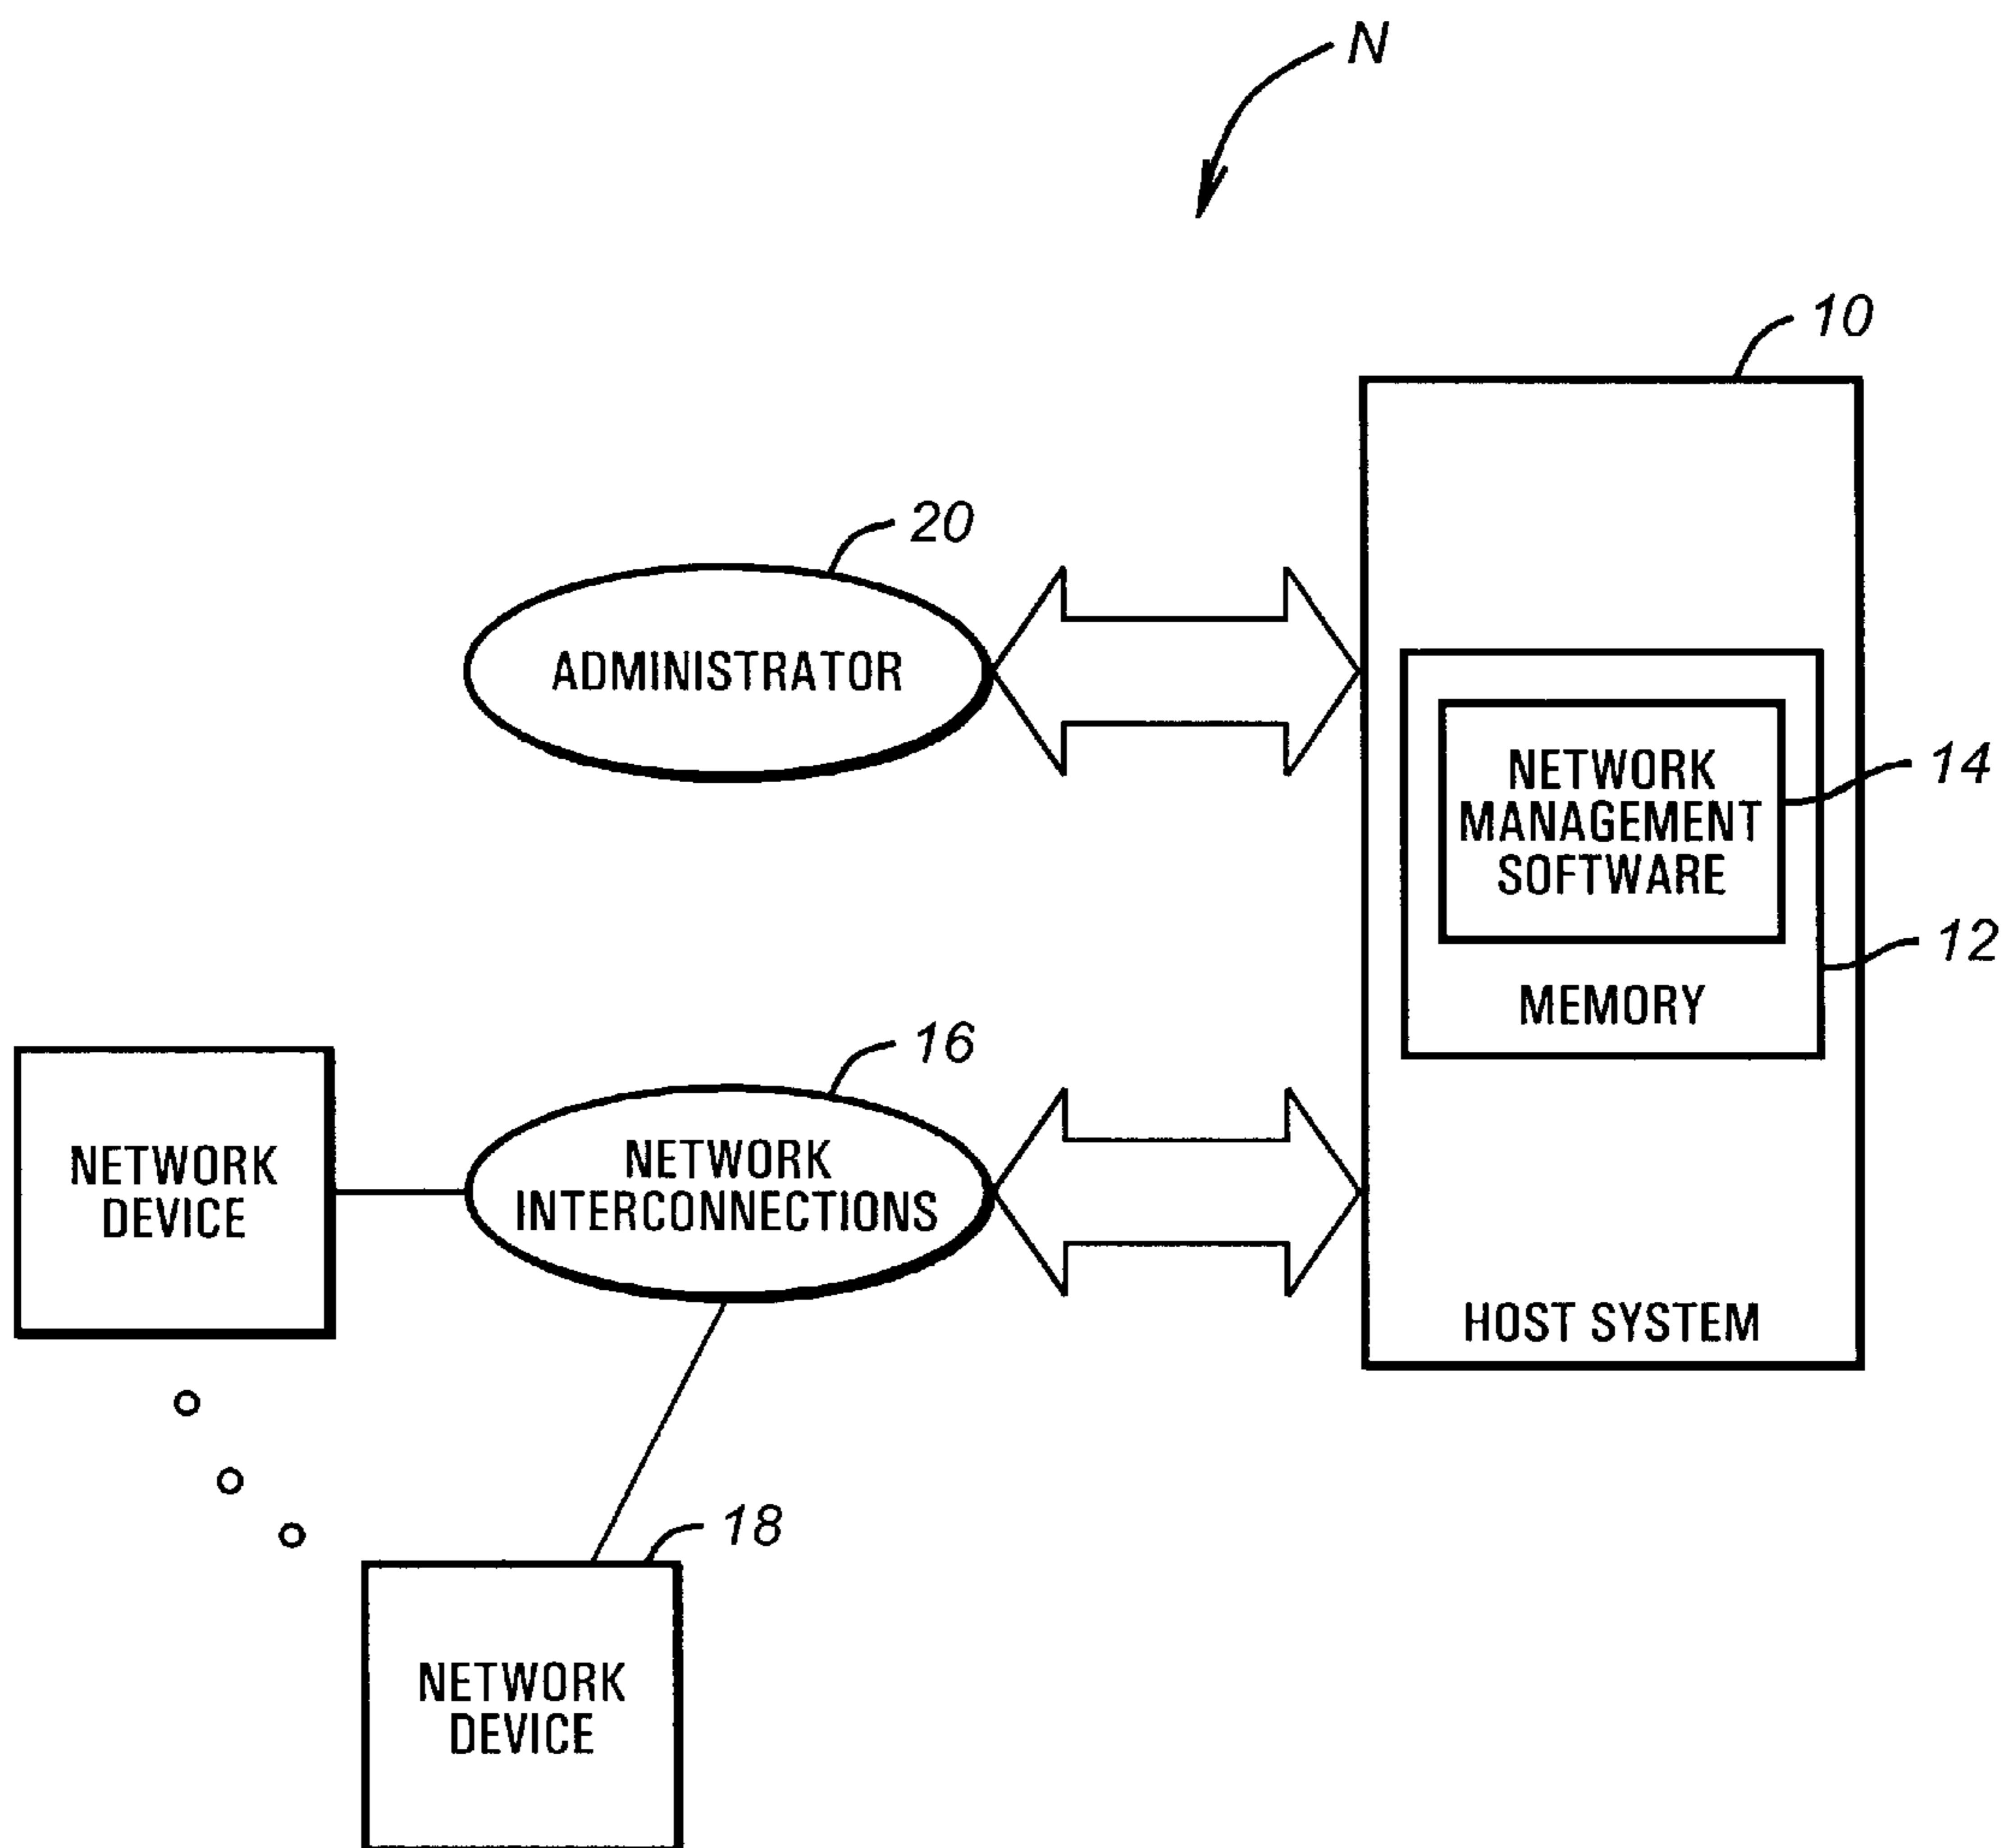 N
10
20
ADMINISTRATOR
NETWORK
MANAGEMENT
SOFTWARE
14
12
MEMORY
16
NETWORK
INTERCONNECTIONS
NETWORK
DEVICE
HOST SYSTEM
18
NETWORK
DEVICE